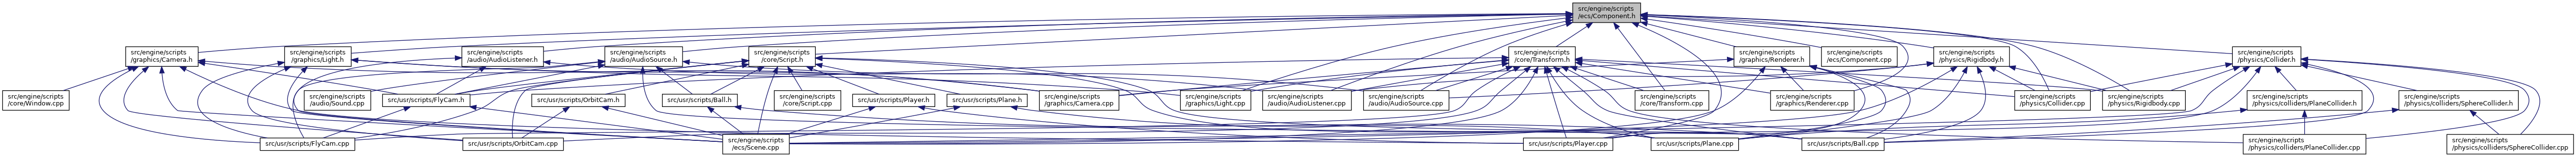 src/engine/scripts
/ecs/Component.h
src/engine/scripts
/graphics/Camera.h
src/engine/scripts
/graphics/Light.h
src/engine/scripts
/audio/AudioListener.h
src/engine/scripts
/audio/AudioSource.h
src/engine/scripts
/core/Script.h
src/engine/scripts
/core/Transform.h
src/engine/scripts
/graphics/Renderer.h
src/engine/scripts
/ecs/Component.cpp
src/engine/scripts
/physics/Rigidbody.h
src/engine/scripts
/physics/Collider.h
src/engine/scripts
/core/Window.cpp
src/engine/scripts
/audio/Sound.cpp
src/usr/scripts/FlyCam.h
src/usr/scripts/OrbitCam.h
src/usr/scripts/Ball.h
src/engine/scripts
/core/Script.cpp
src/usr/scripts/Player.h
src/usr/scripts/Plane.h
src/engine/scripts
/graphics/Camera.cpp
src/engine/scripts
/graphics/Light.cpp
src/engine/scripts
/audio/AudioListener.cpp
src/engine/scripts
/audio/AudioSource.cpp
src/engine/scripts
/core/Transform.cpp
src/engine/scripts
/graphics/Renderer.cpp
src/engine/scripts
/physics/Collider.cpp
src/engine/scripts
/physics/Rigidbody.cpp
src/engine/scripts
/physics/colliders/PlaneCollider.h
src/engine/scripts
/physics/colliders/SphereCollider.h
src/usr/scripts/FlyCam.cpp
src/usr/scripts/OrbitCam.cpp
src/engine/scripts
/ecs/Scene.cpp
src/usr/scripts/Player.cpp
src/usr/scripts/Plane.cpp
src/usr/scripts/Ball.cpp
src/engine/scripts
/physics/colliders/PlaneCollider.cpp
src/engine/scripts
/physics/colliders/SphereCollider.cpp